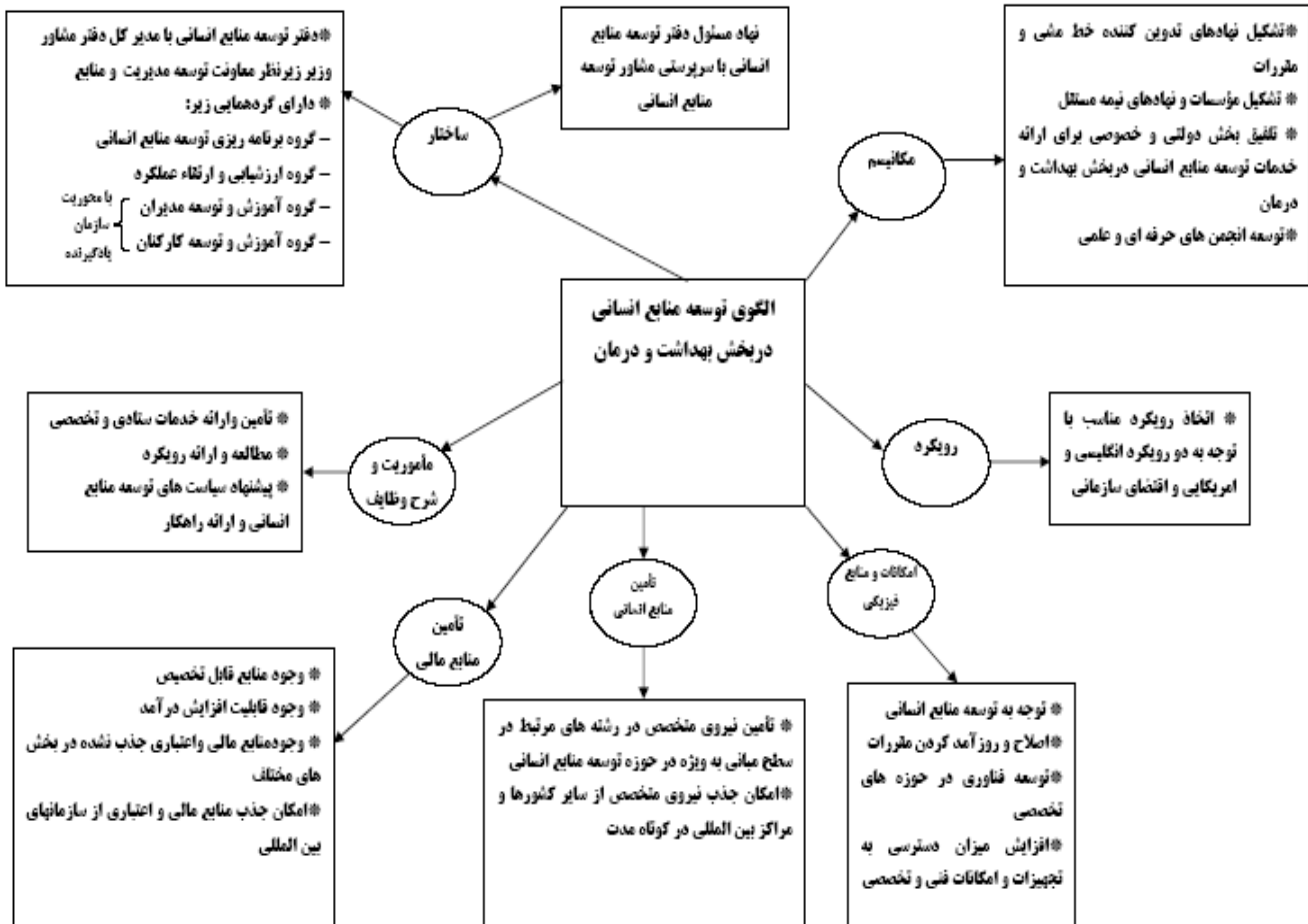 *تشکیل نهادهای تدوین کننده خط مشی و
مقررات
* تشکیل مؤسسات و نهادهای نیمه مستقل
* تلفیق بخش دولتی و خصوصی برای ارائه
خدمات توسعه منابع انسانی دربخش بهداشت و
درمان
*توسعه انجمن های حرفه ای و علمی
نهاد مسئول دفتر توسعه منابع
انسانی با سرپرستی مشاور توسعه
منابع انسانی
*دفتر توسعه منابع انسانی با مدیر کل دفتر مشاور
وزیر زیرنظر معاونت توسعه مدیریت و منابع
* دارای گردهمایی زیر:
– گروه برنامه ریزی توسعه منابع انسانی
– گروه ارزشیابی و ارتقاء عملکرد
– گروه آموزش و توسعه مدیران
– گروه آموزش و توسعه کارکنان
با محوریت
سازمان
یادگیرنده
مکانیسم
ساختار
الگوی توسعه منابع انسانی
دربخش بهداشت و درمان
* اتخاذ رویکرد مناسب با
توجه به دو رویکرد انگلیسی و
امریکایی و اقتضای سازمانی
رویکرد
مأموریت و
شرح وظایف
* تأمین وارائه خدمات ستادی و تخصصی
* مطالعه و ارائه رویکرد
* پیشنهاد سیاست های توسعه منابع
انسانی و ارائه راهکار
امکانات و منابع
فیزیکی
تأمین
منابع انسانی
تأمین
منابع مالی
* توجه به توسعه منابع انسانی
*اصلاح و روزآمد کردن مقررات
*توسعه فناوری در حوزه های
تخصصی
*افزایش میزان دسترسی به
تجهیزات و امکانات فنی و تخصصی
* تأمین نیروی متخصص در رشته های مرتبط در
سطح میانی به ویژه در حوزه توسعه منابع انسانی
*امکان جذب نیروی متخصص از سایر کشورها و
مراکز بین المللی در کوتاه مدت
* وجود منابع قابل تخصیص
* وجود قابلیت افزایش درآمد
* وجودمنابع مالی واعتباری جذب نشده در بخش
های مختلف
*امکان جذب منابع مالی و اعتباری از سازمانهای
بین المللی